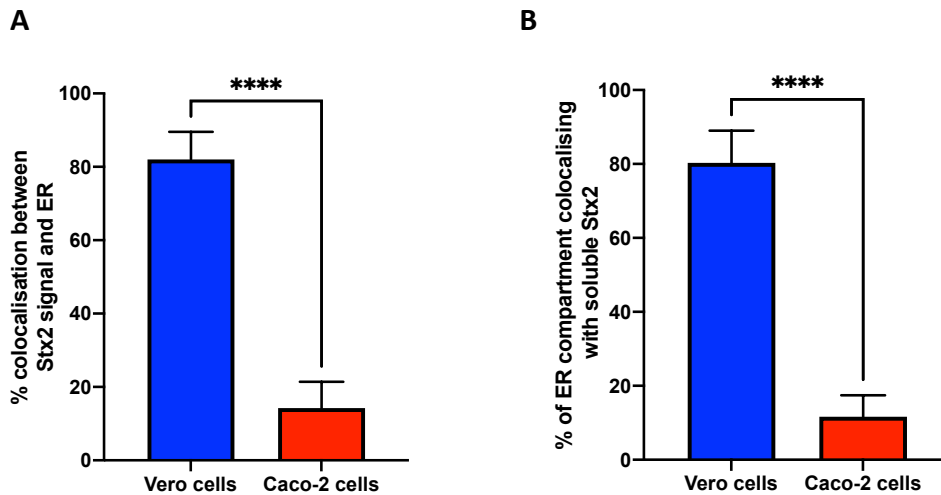 A
% colocalisation between
Stx2 signal and ER
100
80
60
40
20
0
****
Vero cells
Caco-2 cells
B
% of ER compartment colocalising
with soluble Stx2
100
80
60
40
20
0
****
Vero cells
Caco-2 cells